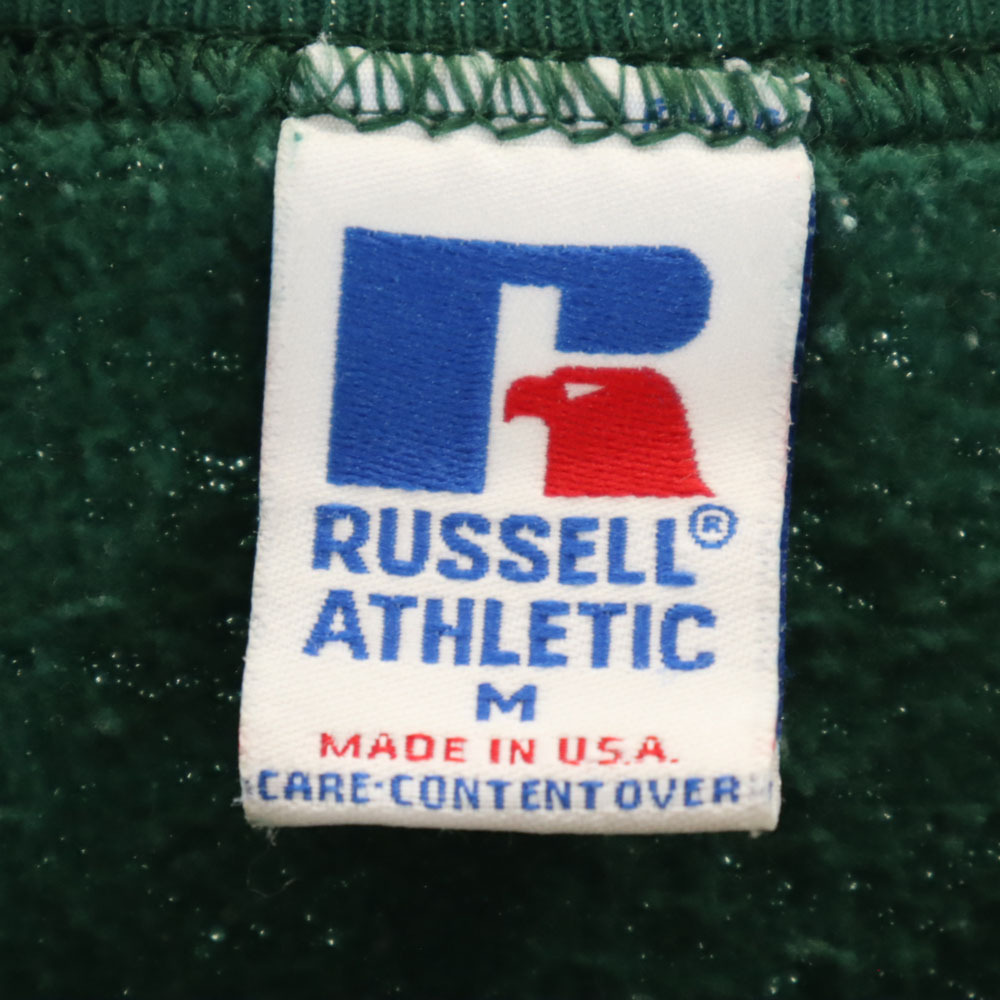 RUSSELL®
ATHLETIC
M
MADE IN U.S.A.
CARE·CONTENT OVER